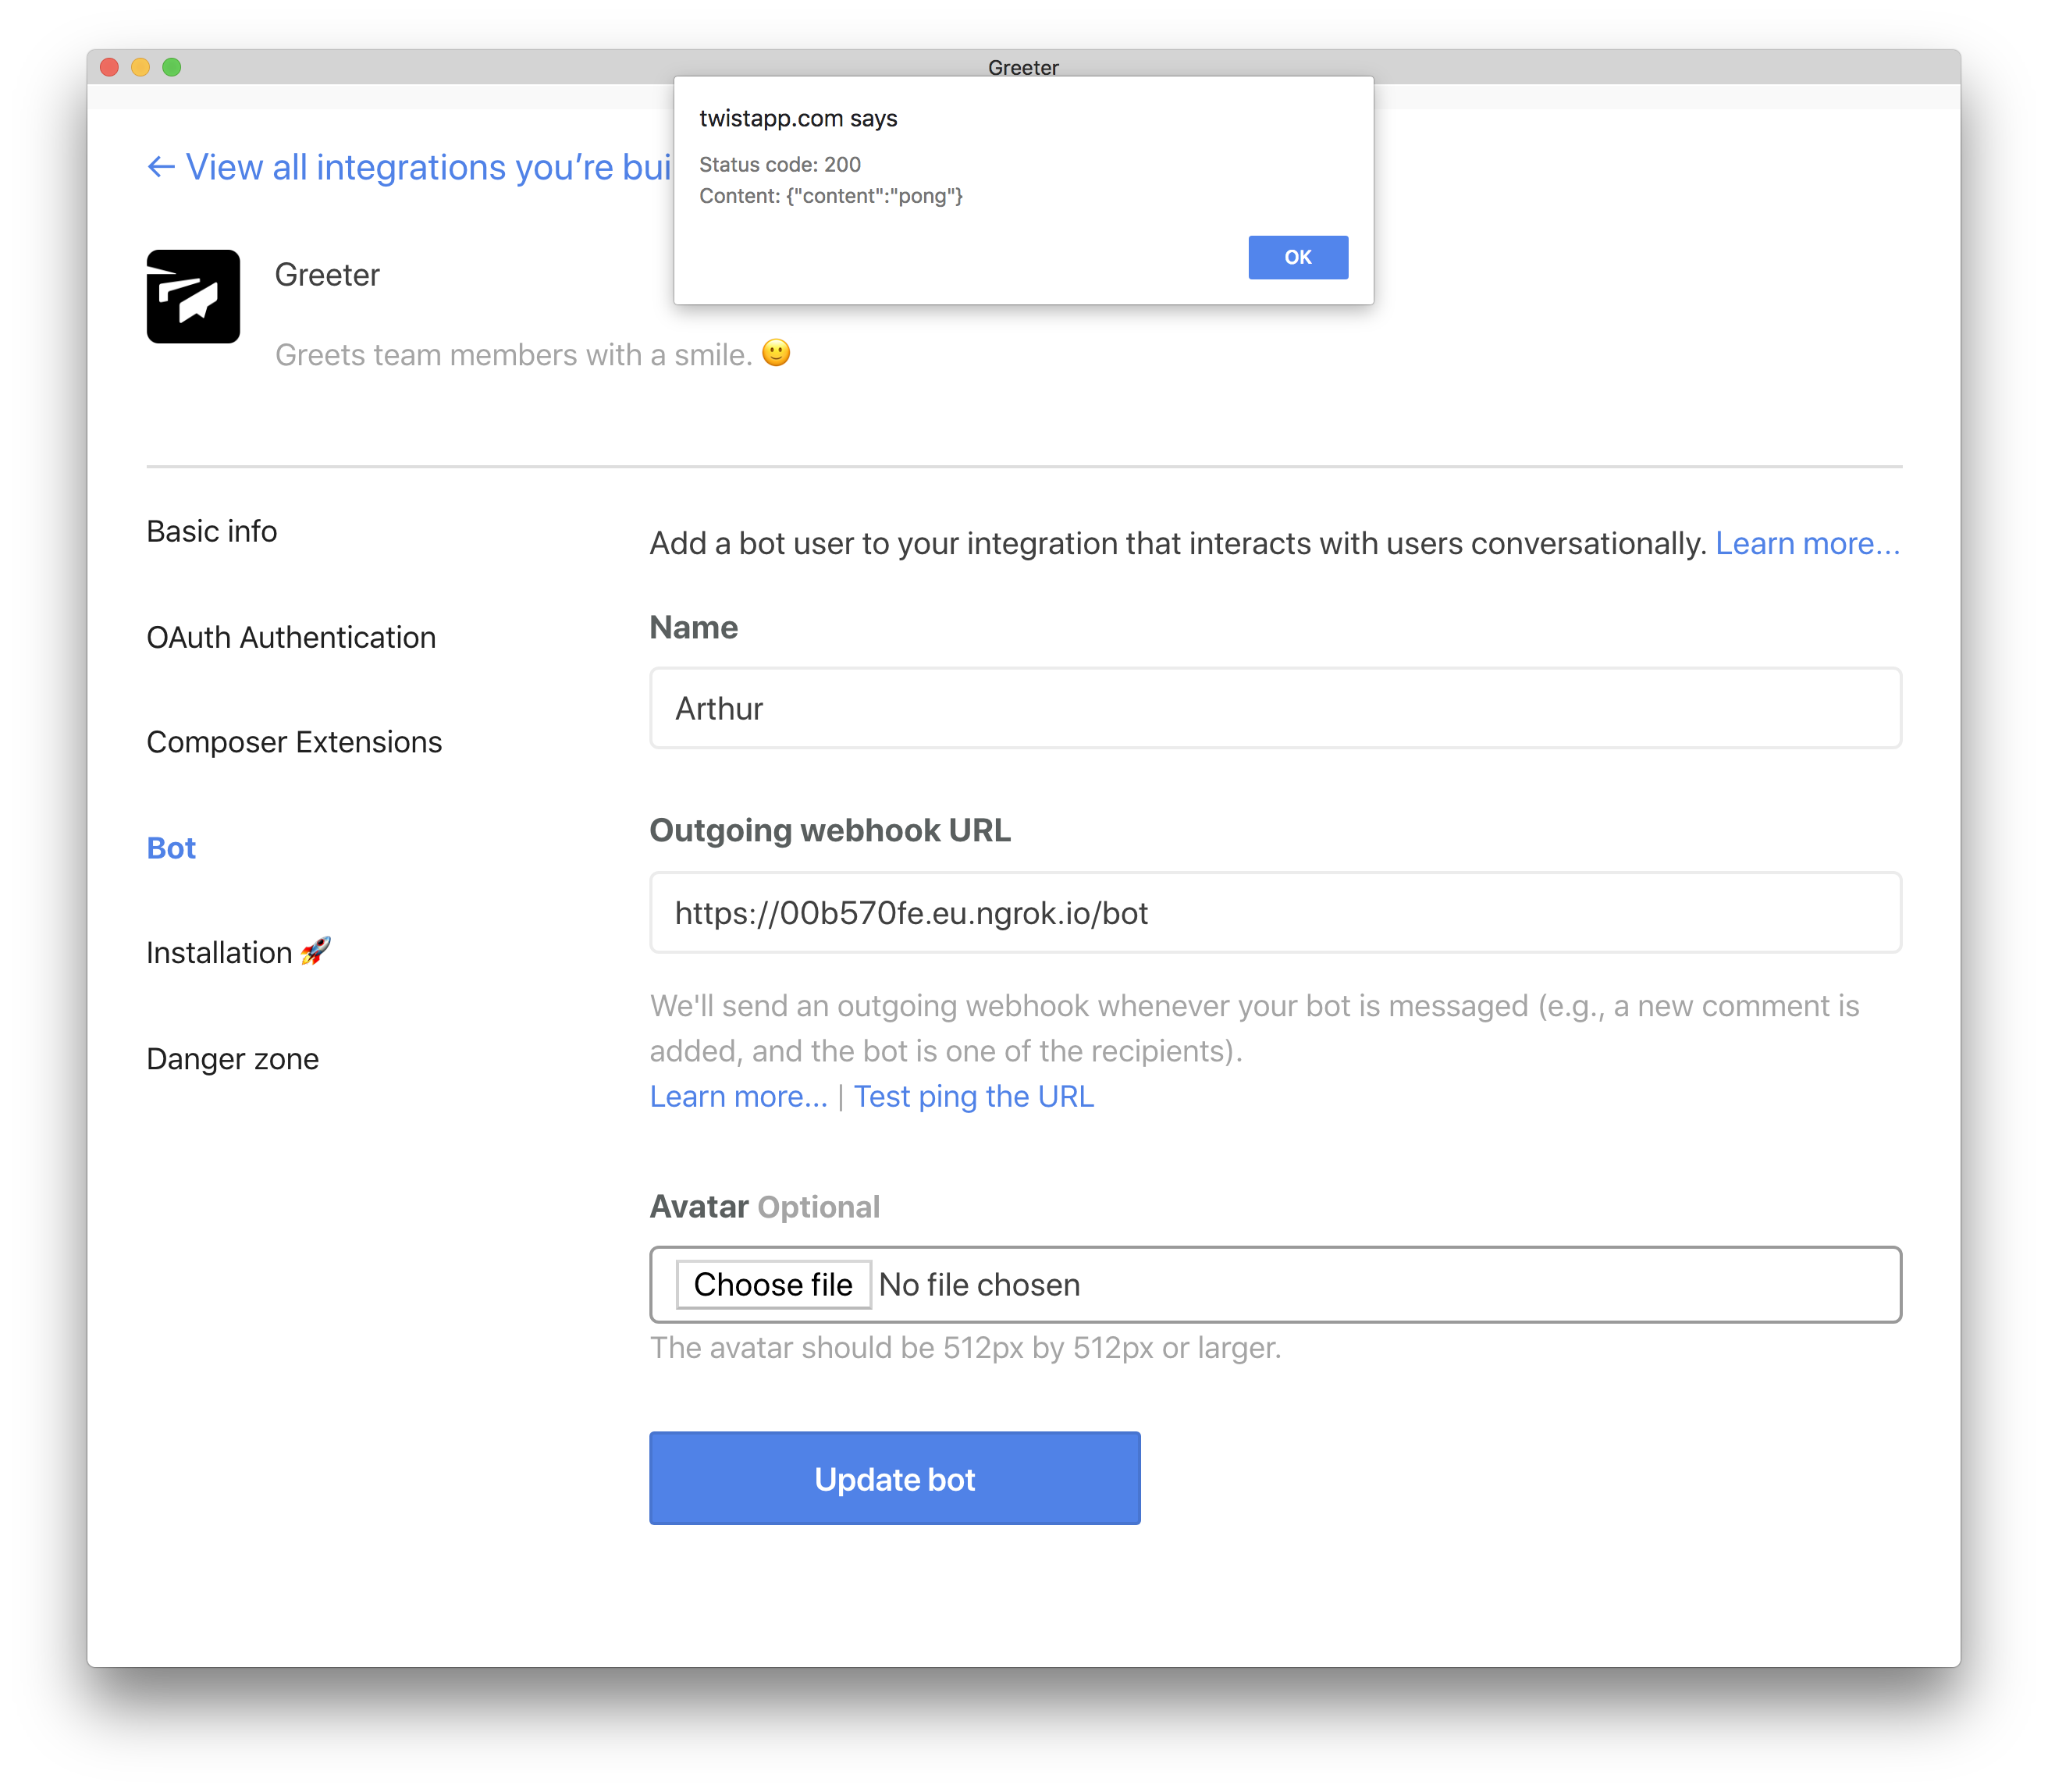 Greeter
twistapp.com says
Status code: 200
Content: {"content":"pong"}
OK
← View all integrations you’re bui
Greeter
Greets team members with a smile. 🙂
Basic info
OAuth Authentication
Composer Extensions
Bot
Installation 🚀
Danger zone
Add a bot user to your integration that interacts with users conversationally. Learn more...
Name
Arthur
Outgoing webhook URL
https://00b570fe.eu.ngrok.io/bot
We'll send an outgoing webhook whenever your bot is messaged (e.g., a new comment is
added, and the bot is one of the recipients).
Learn more... | Test ping the URL
Avatar Optional
Choose file No file chosen
The avatar should be 512px by 512px or larger.
Update bot